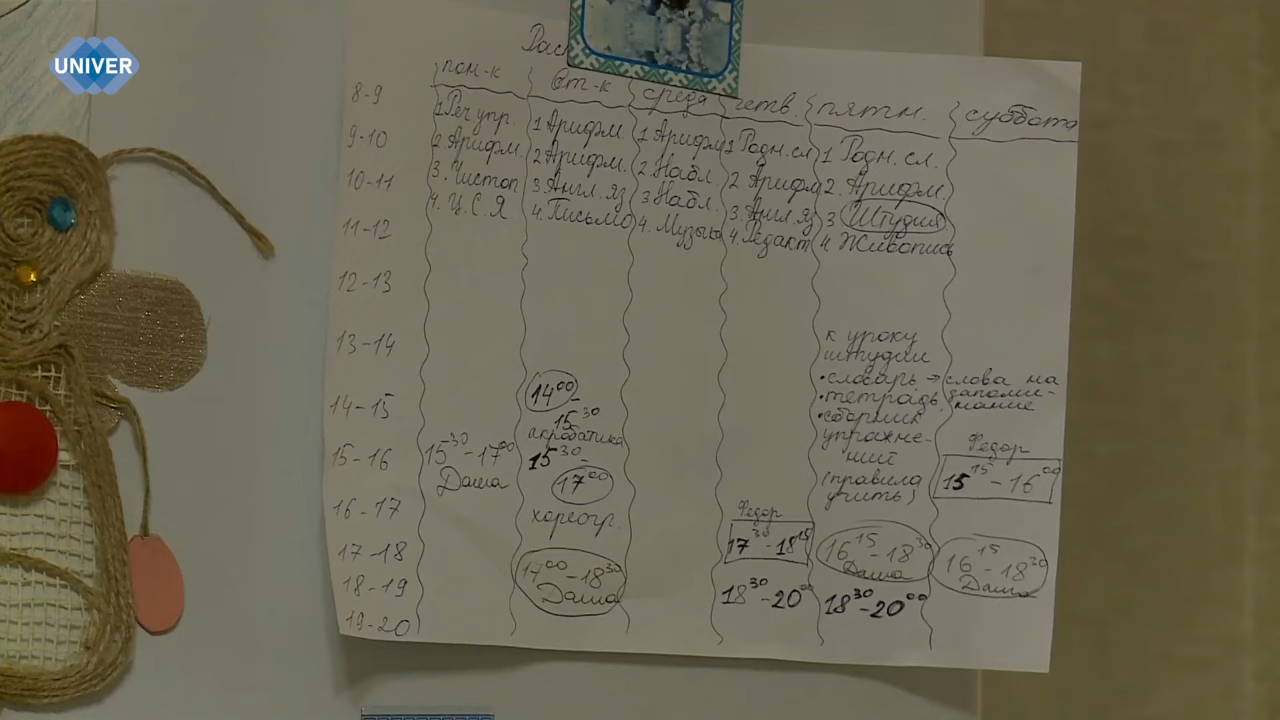 UNIVER
Рас
пон-к Вт-к среда четв. пятн. суббота
8-9
9-10
10-11
11-12
12-13
13-14
14-15
15-16
16-17
17-18
18-19
19-20
1 Реч упр.
2 Арифм.
3. Чистоп
4. Ц.С.Я
15³⁰-17⁰⁰
Даша
1 Арифм.
2 Арифм.
3 Англ. яз
4. Письмо
14⁰⁰-
15³⁰
акробатика
15³⁰-
17⁰⁰
хореогр.
17⁰⁰-18³⁰
Даша
1 Арифм
2 Набл.
3 Набл.
4. Музыка
1 Родн. сл
2 Арифм
3. Англ. яз
4. Редакт
Федор
17³⁰-18¹⁵
18³⁰-20⁰⁰
1 Родн. сл.
2. Арифм.
3 Штудия
4 Живопись
к уроку
штудии
•словарь → слова на
запоми-
нание
•тетрадь
•сборник
упражне-
ний
(правила
учить)
16¹⁵-18³⁰
Даша
18³⁰-20⁰⁰
Федор
15¹⁵-16⁰⁰
16¹⁵-18³⁰
Даша